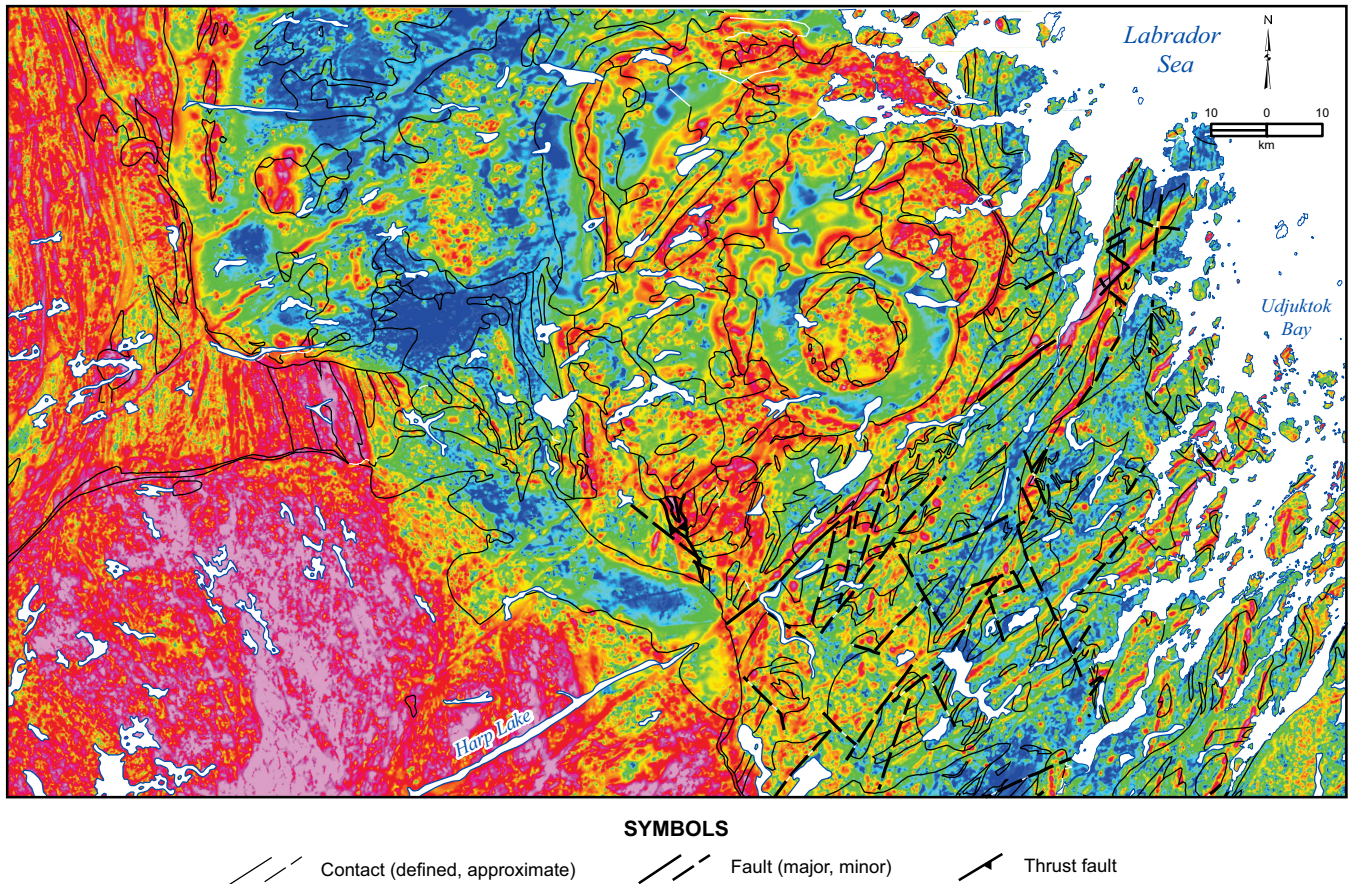 Labrador
Sea
N
10 0 10
km
Udjuktok
Bay
Harp Lake
SYMBOLS
Contact (defined, approximate)
Fault (major, minor)
Thrust fault